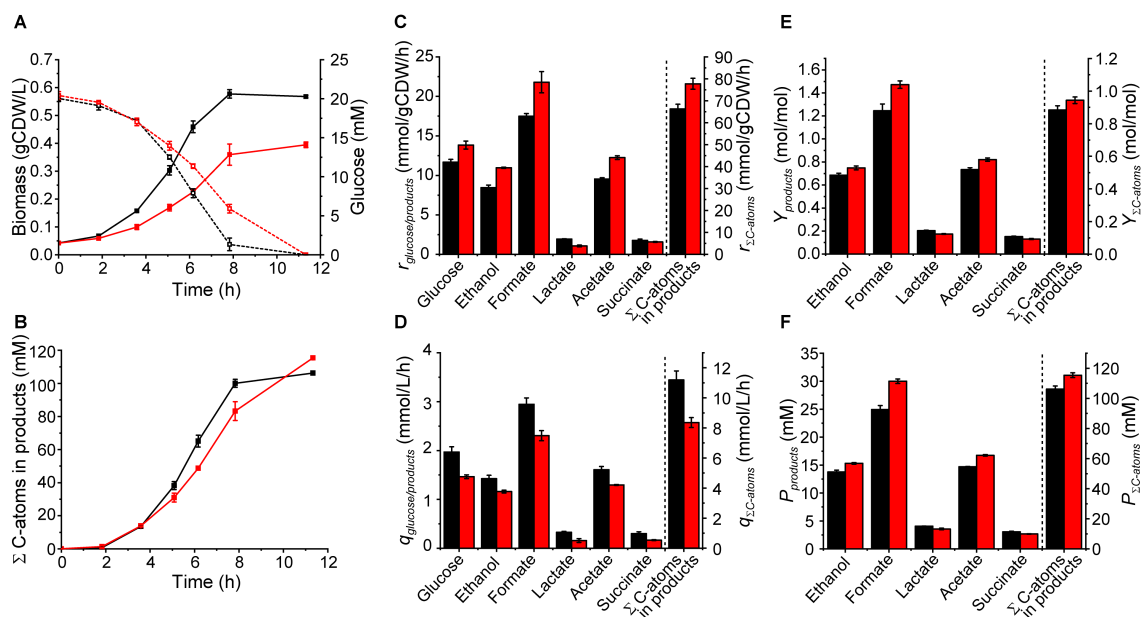 A
Biomass (gCDW/L)
0.7
0.6
0.5
0.4
0.3
0.2
0.1
0.0
25
20
15
10
5
0
Glucose (mM)
0 2 4 6 8 10 12
Time (h)
B
Σ C-atoms in products (mM)
120
100
80
60
40
20
0
0 2 4 6 8 10 12
Time (h)
C
r glucose/products (mmol/gCDW/h)
25
20
15
10
5
0
90
80
70
60
50
40
30
20
10
0
r ΣC-atoms (mmol/gCDW/h)
Glucose
Ethanol
Formate
Lactate
Acetate
Succinate
Σ C-atoms
in products
D
q glucose/products (mmol/L/h)
4
3
2
1
0
12
10
8
6
4
2
0
q ΣC-atoms (mmol/L/h)
Glucose
Ethanol
Formate
Lactate
Acetate
Succinate
Σ C-atoms
in products
E
Y products (mol/mol)
1.6
1.4
1.2
1.0
0.8
0.6
0.4
0.2
0.0
1.2
1.0
0.8
0.6
0.4
0.2
0.0
Y ΣC-atoms (mol/mol)
Ethanol
Formate
Lactate
Acetate
Succinate
Σ C-atoms
in products
F
P products (mM)
35
30
25
20
15
10
5
0
120
100
80
60
40
20
0
P ΣC-atoms (mM)
Ethanol
Formate
Lactate
Acetate
Succinate
Σ C-atoms
in products